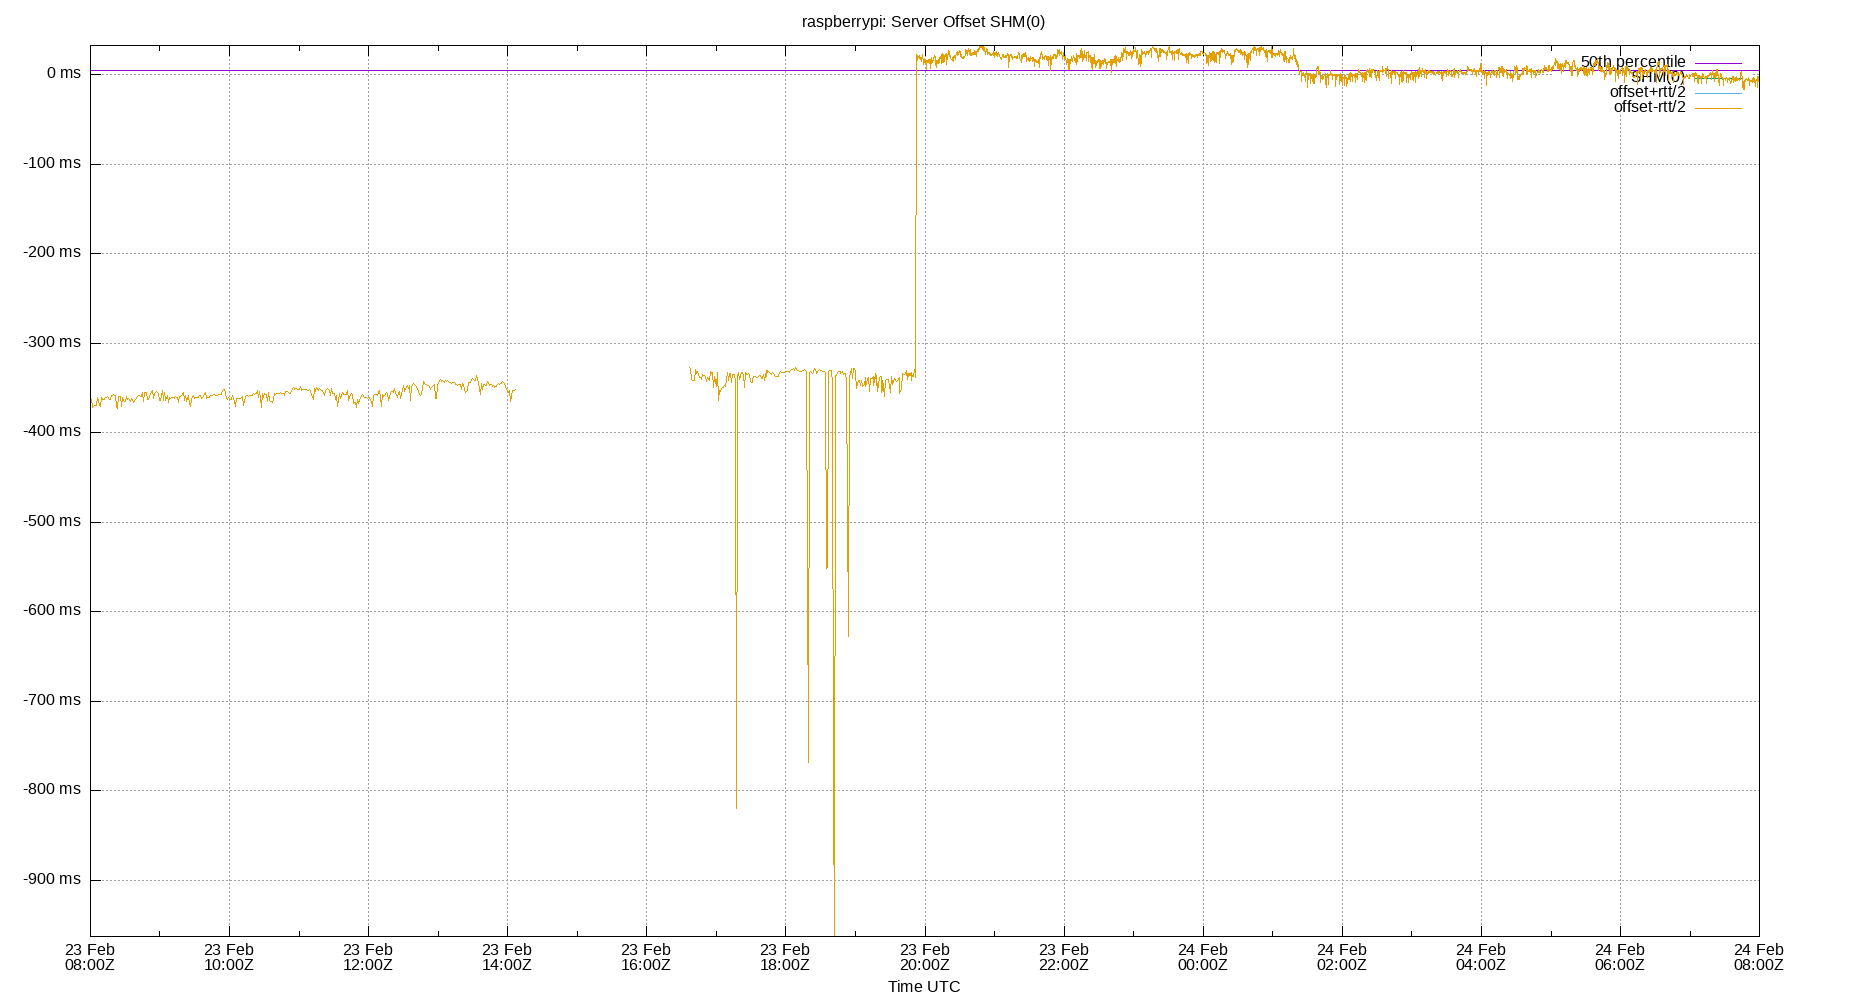 raspberrypi: Server Offset SHM(0)
0 ms
-100 ms
-200 ms
-300 ms
-400 ms
-500 ms
-600 ms
-700 ms
-800 ms
-900 ms
50th percentile
SHM(0)
offset+rtt/2
offset-rtt/2
23 Feb 23 Feb 23 Feb 23 Feb 23 Feb 23 Feb 23 Feb 23 Feb 24 Feb 24 Feb 24 Feb 24 Feb 24 Feb
08:00Z 10:00Z 12:00Z 14:00Z 16:00Z 18:00Z 20:00Z 22:00Z 00:00Z 02:00Z 04:00Z 06:00Z 08:00Z
Time UTC